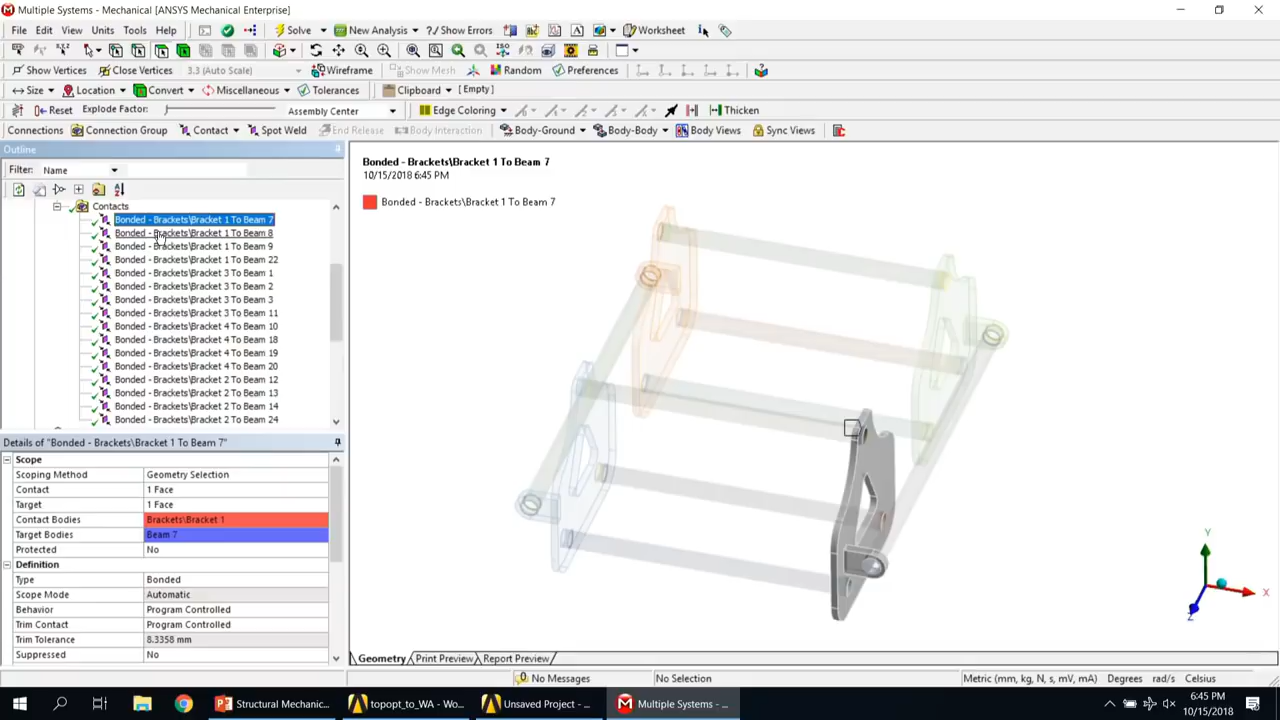 Multiple Systems - Mechanical [ANSYS Mechanical Enterprise]
File Edit View Units Tools Help Solve New Analysis ? Show Errors Worksheet
Show Vertices Close Vertices 3.3 (Auto Scale) Wireframe Show Mesh Random Preferences
Size Location Convert Miscellaneous Tolerances Clipboard [Empty]
Reset Explode Factor: Assembly Center Edge Coloring Thicken
Connections Connection Group Contact Spot Weld End Release Body Interaction Body-Ground Body-Body Body Views Sync Views
Outline
Filter: Name
Contacts
Bonded - Brackets\Bracket 1 To Beam 7
Bonded - Brackets\Bracket 1 To Beam 8
Bonded - Brackets\Bracket 1 To Beam 9
Bonded - Brackets\Bracket 1 To Beam 22
Bonded - Brackets\Bracket 3 To Beam 1
Bonded - Brackets\Bracket 3 To Beam 2
Bonded - Brackets\Bracket 3 To Beam 3
Bonded - Brackets\Bracket 3 To Beam 11
Bonded - Brackets\Bracket 4 To Beam 10
Bonded - Brackets\Bracket 4 To Beam 18
Bonded - Brackets\Bracket 4 To Beam 19
Bonded - Brackets\Bracket 4 To Beam 20
Bonded - Brackets\Bracket 2 To Beam 12
Bonded - Brackets\Bracket 2 To Beam 13
Bonded - Brackets\Bracket 2 To Beam 14
Bonded - Brackets\Bracket 2 To Beam 24
Details of "Bonded - Brackets\Bracket 1 To Beam 7"
Scope
Scoping Method Geometry Selection
Contact 1 Face
Target 1 Face
Contact Bodies Brackets\Bracket 1
Target Bodies Beam 7
Protected No
Definition
Type Bonded
Scope Mode Automatic
Behavior Program Controlled
Trim Contact Program Controlled
Trim Tolerance 8.3358 mm
Suppressed No
Bonded - Brackets\Bracket 1 To Beam 7
10/15/2018 6:45 PM
Bonded - Brackets\Bracket 1 To Beam 7
Y
X
Z
Geometry Print Preview Report Preview
0 No Messages No Selection Metric (mm, kg, N, s, mV, mA) Degrees rad/s Celsius
Structural Mechanic... topopt_to_WA - Wo... Unsaved Project - ... Multiple Systems - ... 6:45 PM
10/15/2018